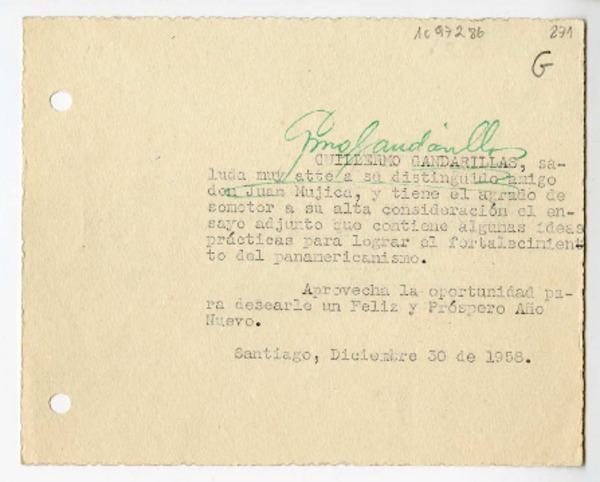 1c97286 271
G
Gmo Gandarillas
GUILLERMO GANDARILLAS, sa-
luda muy atte a su distinguido amigo
don Juan Mujica, y tiene el agrado de
someter a su alta consideración el en-
sayo adjunto que contiene algunas ideas
prácticas para lograr el fortalecimient
to del panamericanismo.
Aprovecha la oportunidad pa-
ra desearle un Feliz y Próspero Año
Nuevo.
Santiago, Diciembre 30 de 1958.